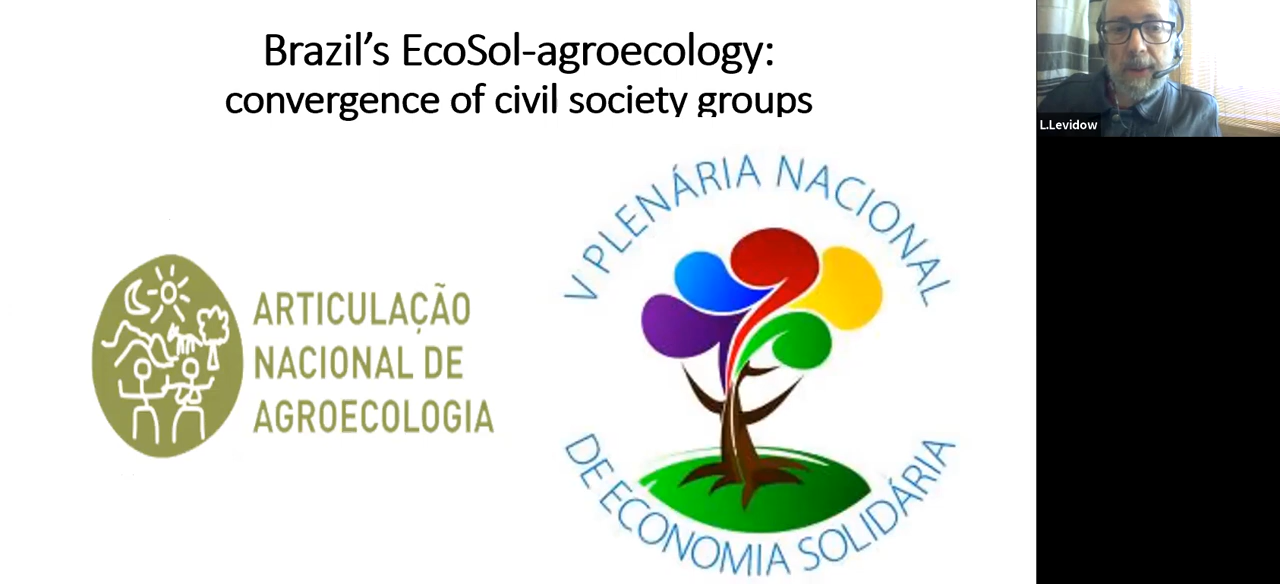 Brazil’s EcoSol-agroecology:
convergence of civil society groups
L.Levidow
ARTICULAÇÃO
NACIONAL DE
AGROECOLOGIA
V PLENÁRIA NACIONAL
DE ECONOMIA SOLIDÁRIA